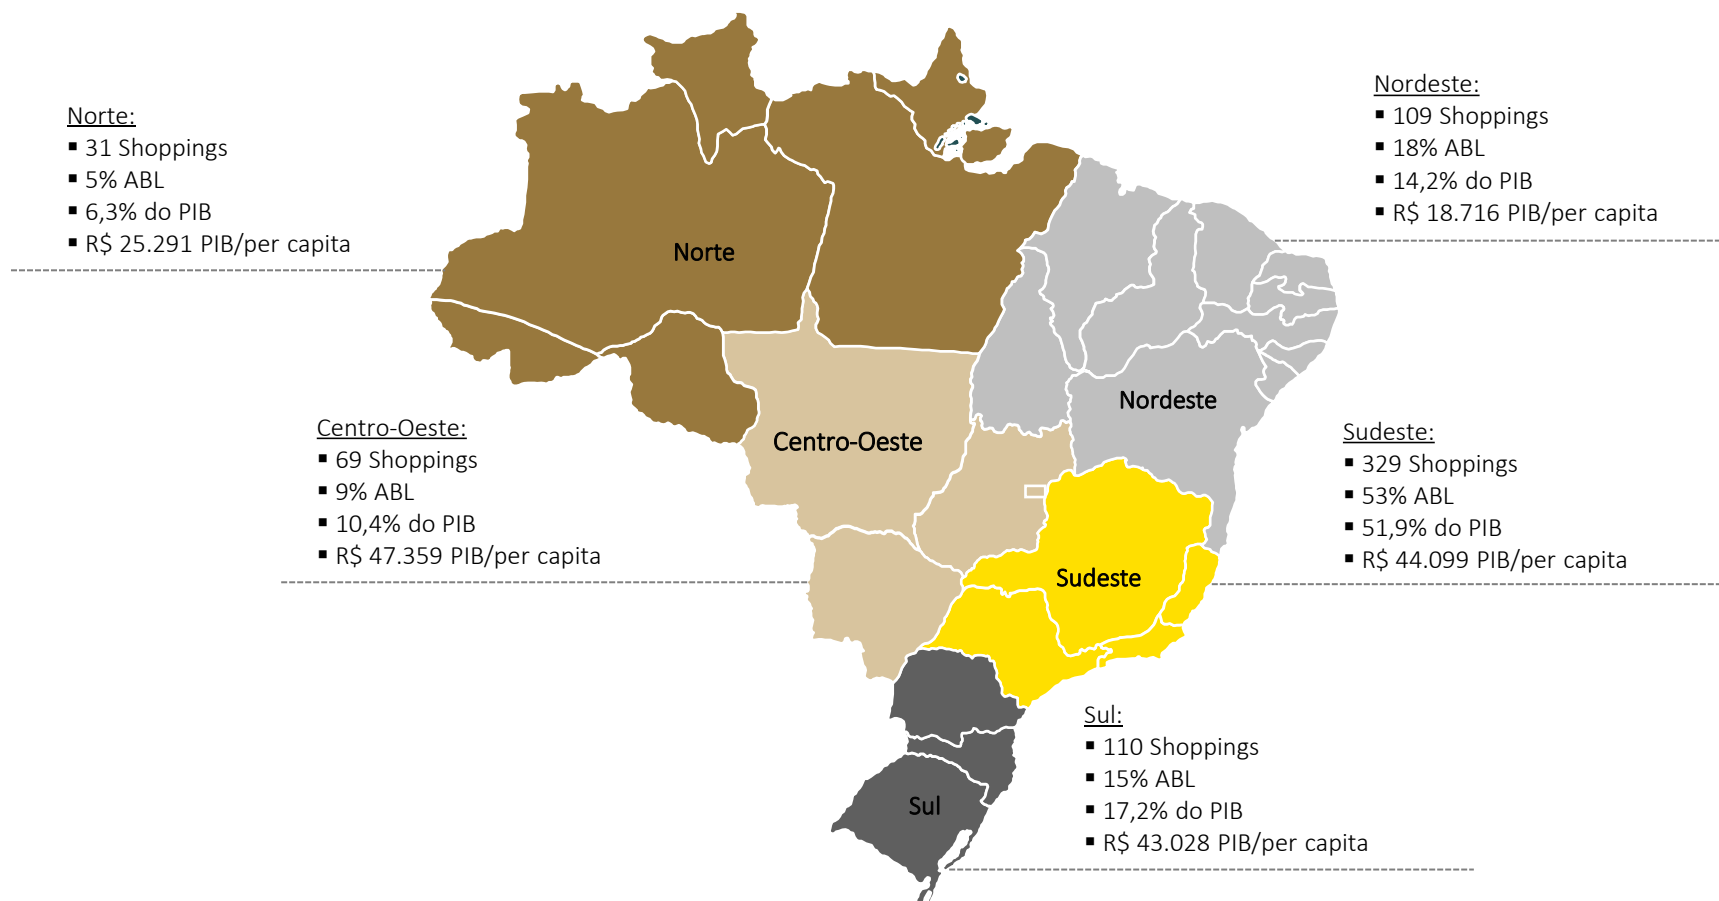 Norte:
▪ 31 Shoppings
▪ 5% ABL
▪ 6,3% do PIB
▪ R$ 25.291 PIB/per capita
Nordeste:
▪ 109 Shoppings
▪ 18% ABL
▪ 14,2% do PIB
▪ R$ 18.716 PIB/per capita
Norte
Nordeste
Centro-Oeste
Centro-Oeste:
▪ 69 Shoppings
▪ 9% ABL
▪ 10,4% do PIB
▪ R$ 47.359 PIB/per capita
Sudeste:
▪ 329 Shoppings
▪ 53% ABL
▪ 51,9% do PIB
▪ R$ 44.099 PIB/per capita
Sudeste
Sul:
▪ 110 Shoppings
▪ 15% ABL
▪ 17,2% do PIB
▪ R$ 43.028 PIB/per capita
Sul